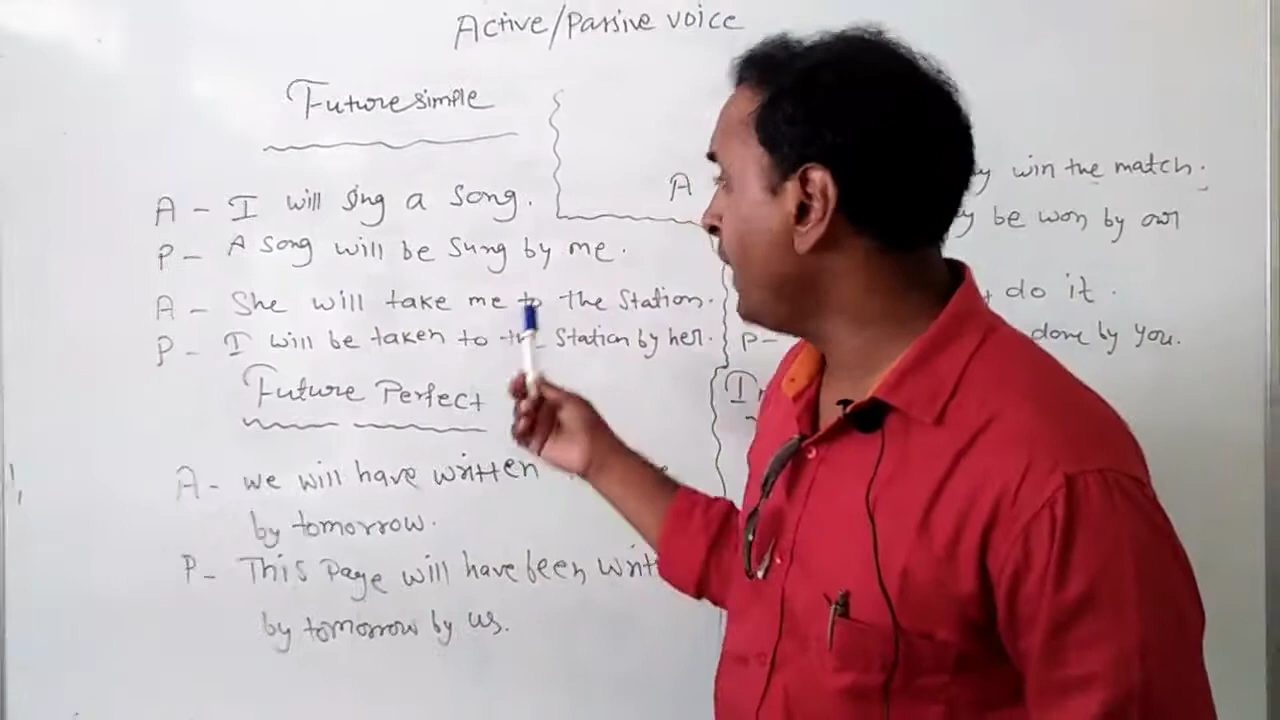 Active/Passive voice
Future simple
A - I will sing a song.
P - A song will be sung by me.
A - She will take me to the Station.
P - I will be taken to the Station by her.
Future Perfect
A - we will have written
by tomorrow.
P - This Page will have been
by tomorrow by us.
A win the match.
be won by our
do it.
P - done by you.